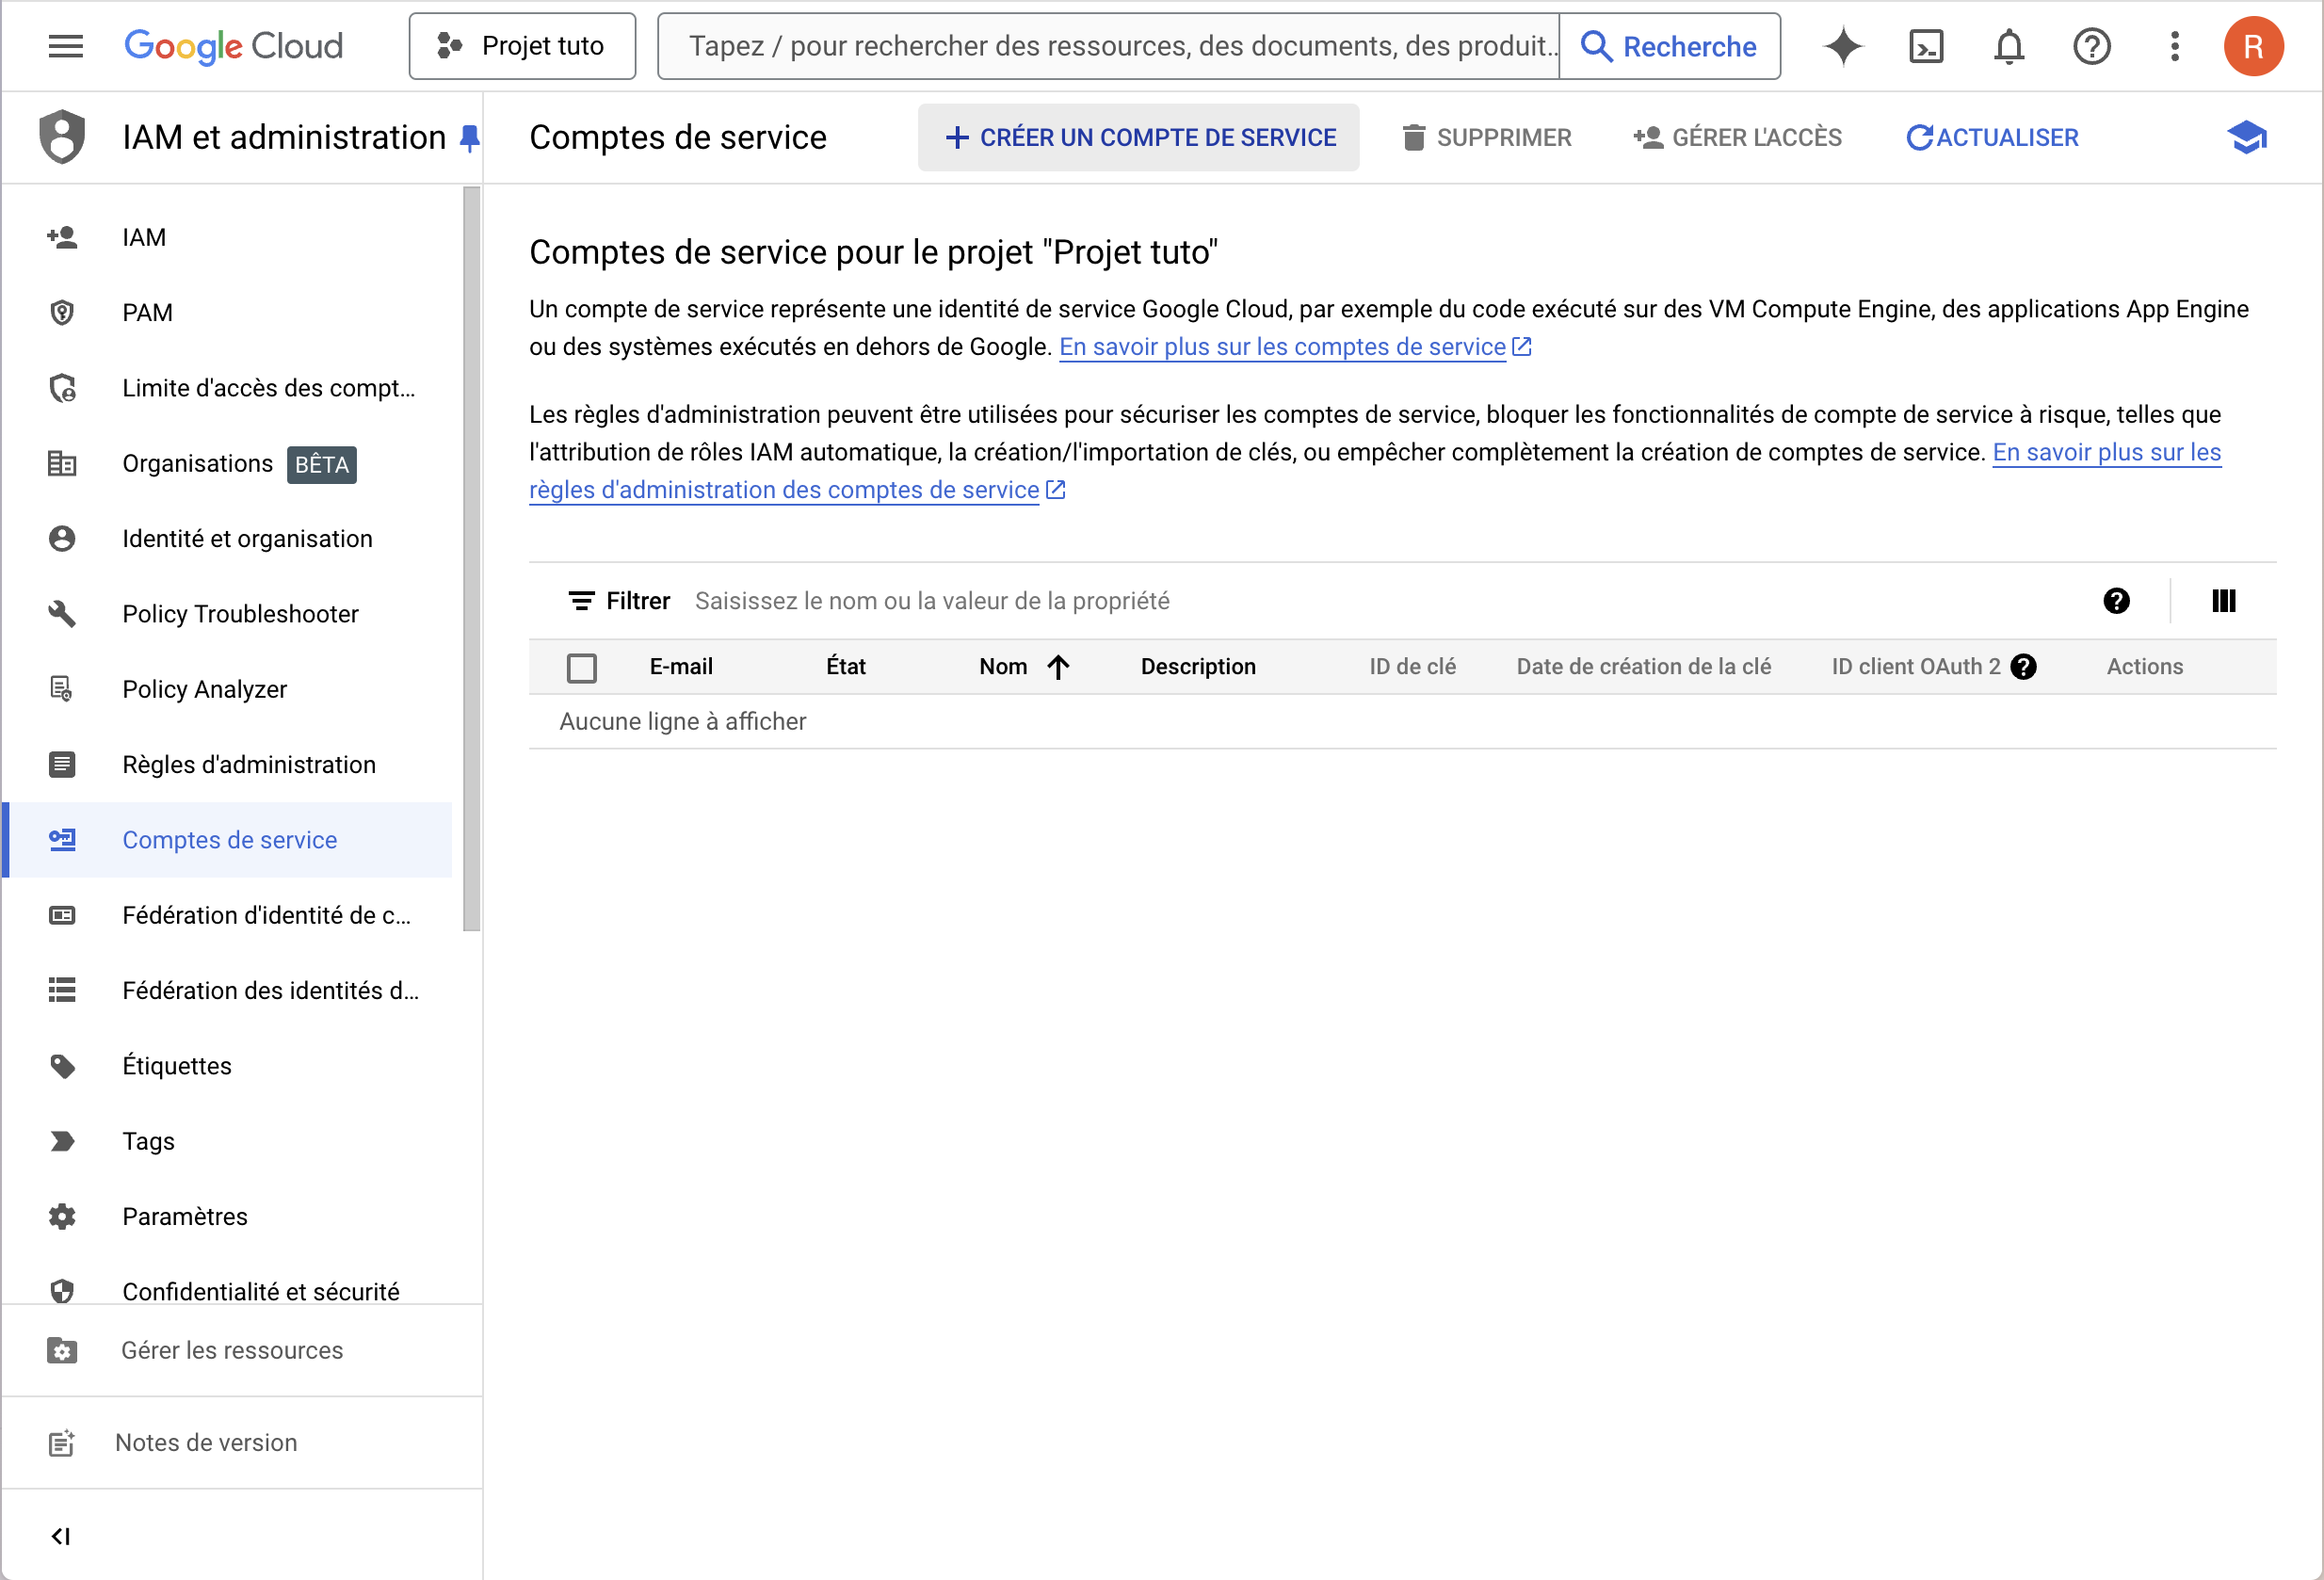 Google Cloud
Projet tuto
Tapez / pour rechercher des ressources, des documents, des produit…
Recherche
R
IAM et administration
Comptes de service
CRÉER UN COMPTE DE SERVICE
SUPPRIMER
GÉRER L'ACCÈS
ACTUALISER
IAM
PAM
Limite d'accès des compt…
Organisations BÊTA
Identité et organisation
Policy Troubleshooter
Policy Analyzer
Règles d'administration
Comptes de service
Fédération d'identité de c…
Fédération des identités d…
Étiquettes
Tags
Paramètres
Confidentialité et sécurité
Gérer les ressources
Notes de version
Comptes de service pour le projet "Projet tuto"
Un compte de service représente une identité de service Google Cloud, par exemple du code exécuté sur des VM Compute Engine, des applications App Engine
ou des systèmes exécutés en dehors de Google. En savoir plus sur les comptes de service
Les règles d'administration peuvent être utilisées pour sécuriser les comptes de service, bloquer les fonctionnalités de compte de service à risque, telles que
l'attribution de rôles IAM automatique, la création/l'importation de clés, ou empêcher complètement la création de comptes de service. En savoir plus sur les
règles d'administration des comptes de service
Filtrer Saisissez le nom ou la valeur de la propriété
E-mail État Nom Description ID de clé Date de création de la clé ID client OAuth 2 Actions
Aucune ligne à afficher